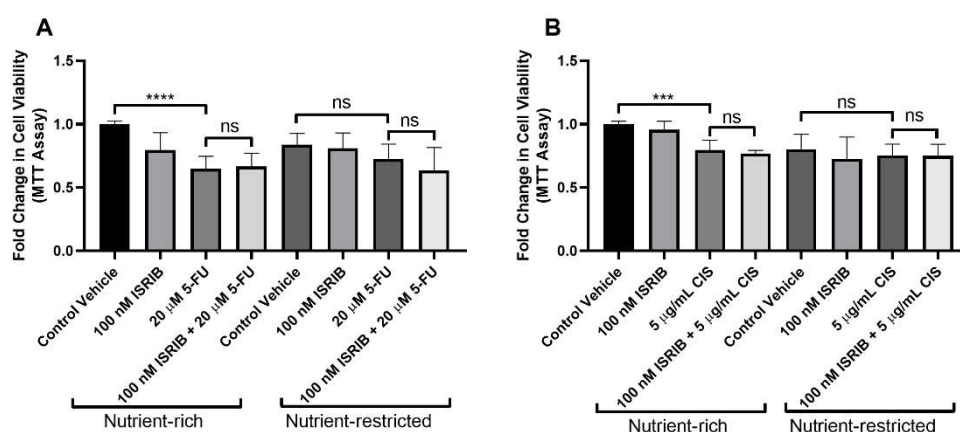 A
Fold Change in Cell Viability
(MTT Assay)
1.5
1.0
0.5
0.0
****
ns
ns
ns
Control Vehicle
100 nM ISRIB
20 μM 5-FU
100 nM ISRIB + 20 μM 5-FU
Control Vehicle
100 nM ISRIB
20 μM 5-FU
100 nM ISRIB + 20 μM 5-FU
Nutrient-rich
Nutrient-restricted
B
Fold Change in Cell Viability
(MTT Assay)
1.5
1.0
0.5
0.0
***
ns
ns
ns
Control Vehicle
100 nM ISRIB
5 μg/mL CIS
100 nM ISRIB + 5 μg/mL CIS
Control Vehicle
100 nM ISRIB
5 μg/mL CIS
100 nM ISRIB + 5 μg/mL CIS
Nutrient-rich
Nutrient-restricted